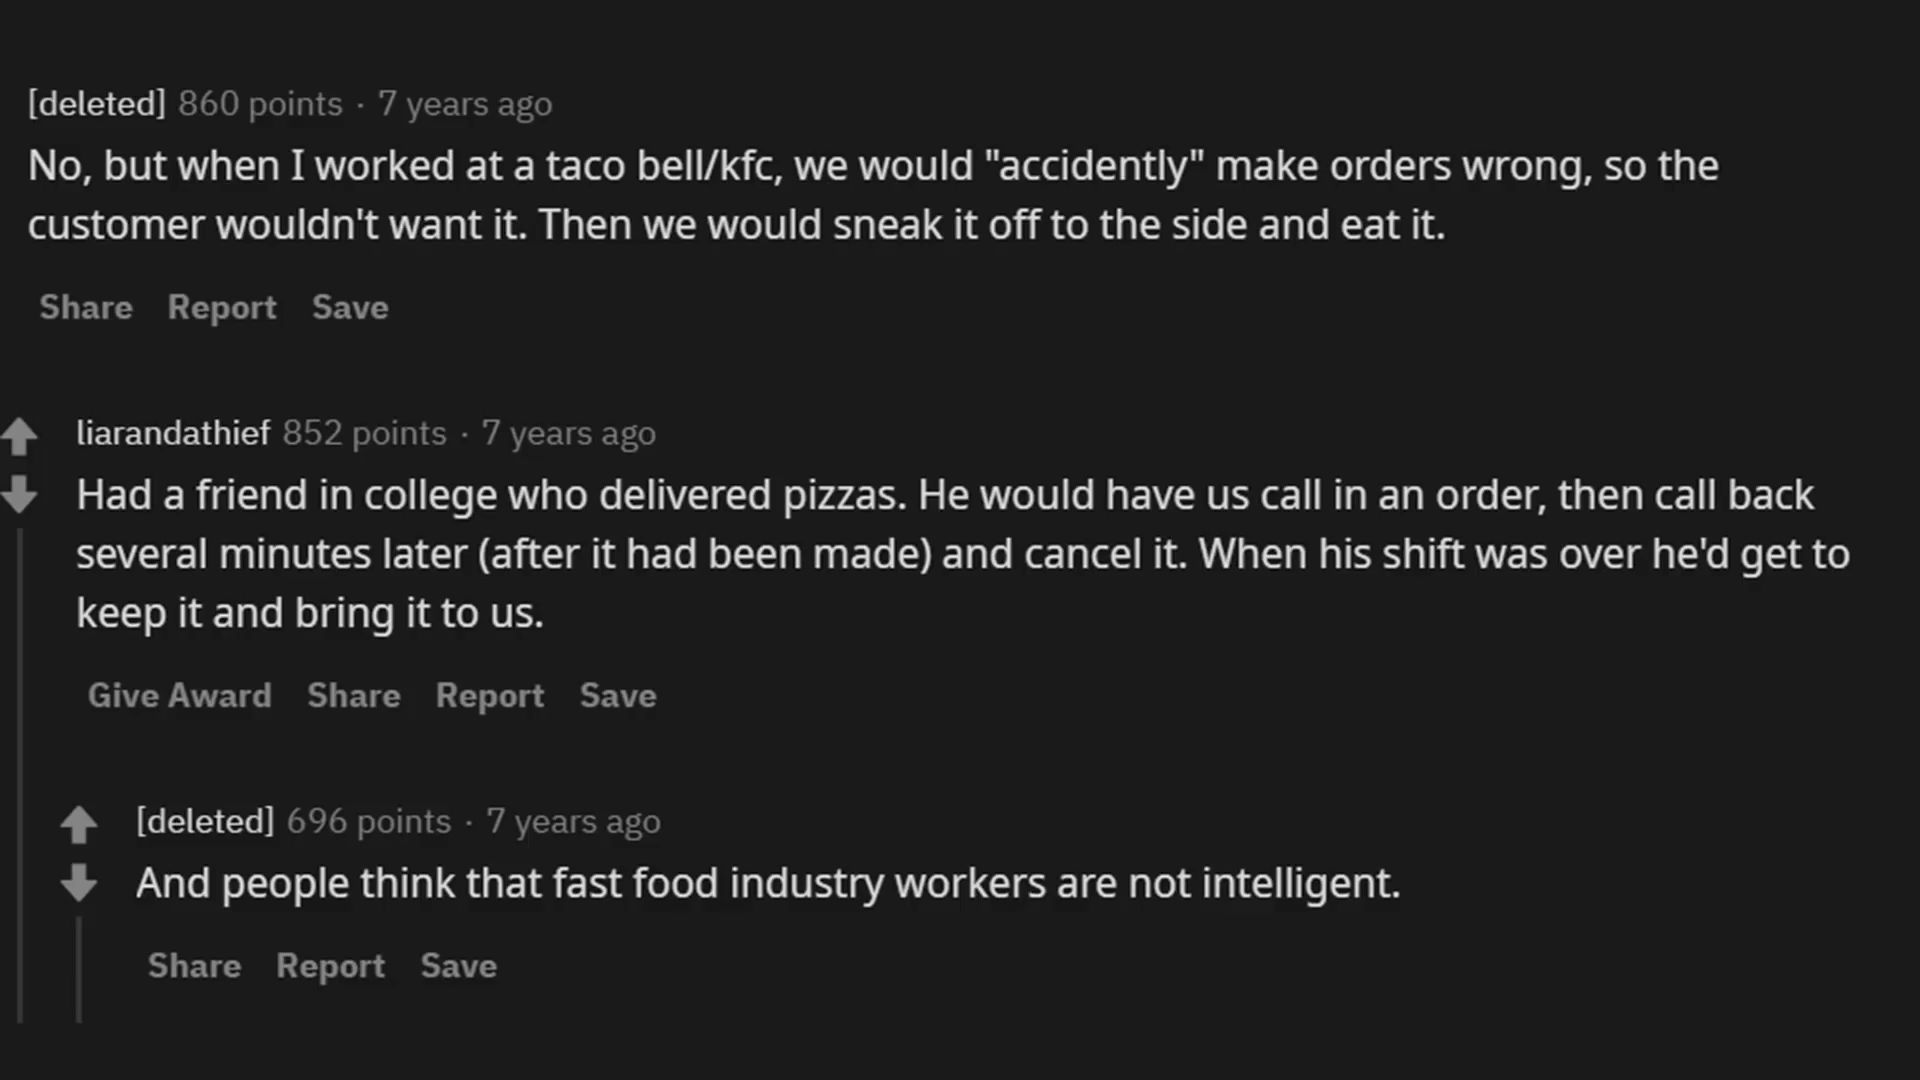 [deleted] 860 points · 7 years ago
No, but when I worked at a taco bell/kfc, we would "accidently" make orders wrong, so the
customer wouldn't want it. Then we would sneak it off to the side and eat it.
Share Report Save
liarandathief 852 points · 7 years ago
Had a friend in college who delivered pizzas. He would have us call in an order, then call back
several minutes later (after it had been made) and cancel it. When his shift was over he'd get to
keep it and bring it to us.
Give Award Share Report Save
[deleted] 696 points · 7 years ago
And people think that fast food industry workers are not intelligent.
Share Report Save